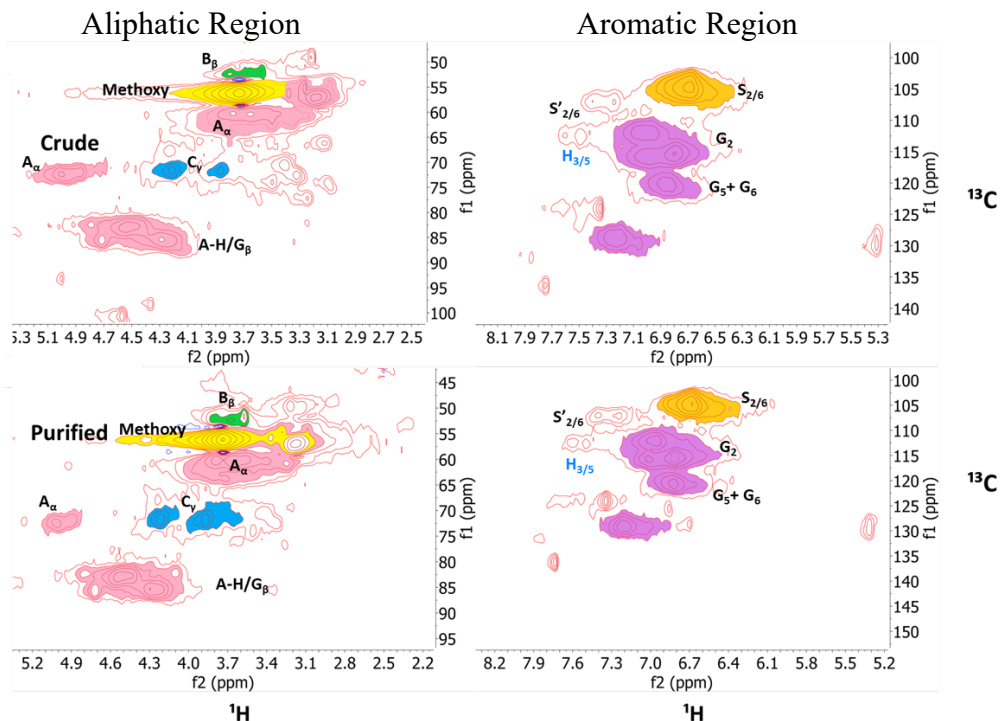 Aliphatic Region
Aromatic Region
Bβ
Methoxy
Aα
Crude
Aα
Cγ
A-H/Gβ
50
55
60
65
70
75
80
85
90
95
100
f1 (ppm)
5.3 5.1 4.9 4.7 4.5 4.3 4.1 3.9 3.7 3.5 3.3 3.1 2.9 2.7 2.5
f2 (ppm)
S2/6
S'2/6
G2
H3/5
G5+ G6
100
105
110
115
120
125
130
135
140
f1 (ppm)
13C
8.1 7.9 7.7 7.5 7.3 7.1 6.9 6.7 6.5 6.3 6.1 5.9 5.7 5.5 5.3
f2 (ppm)
Bβ
Purified
Methoxy
Aα
Aα
Cγ
A-H/Gβ
45
50
55
60
65
70
75
80
85
90
95
f1 (ppm)
5.2 4.9 4.6 4.3 4.0 3.7 3.4 3.1 2.8 2.5 2.2
f2 (ppm)
1H
S2/6
S'2/6
G2
H3/5
G5+ G6
100
105
110
115
120
125
130
135
140
145
150
f1 (ppm)
13C
8.2 7.9 7.6 7.3 7.0 6.7 6.4 6.1 5.8 5.5 5.2
f2 (ppm)
1H